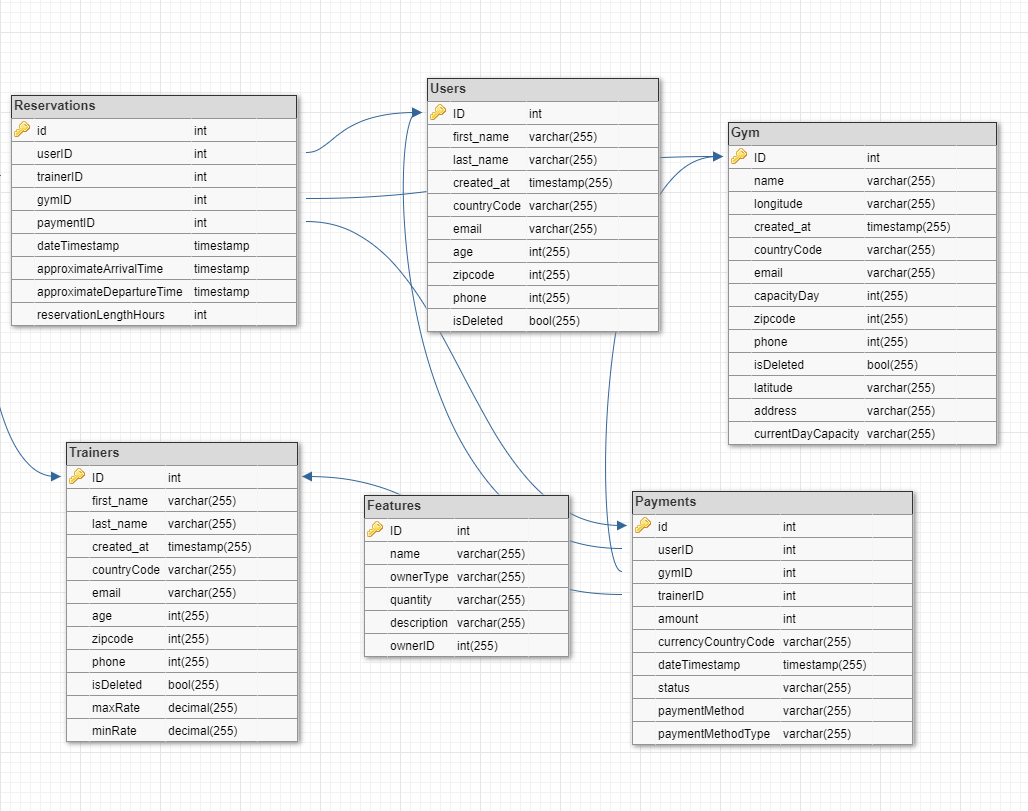 Reservations
id int
userID int
trainerID int
gymID int
paymentID int
dateTimestamp timestamp
approximateArrivalTime timestamp
approximateDepartureTime timestamp
reservationLengthHours int
Users
ID int
first_name varchar(255)
last_name varchar(255)
created_at timestamp(255)
countryCode varchar(255)
email varchar(255)
age int(255)
zipcode int(255)
phone int(255)
isDeleted bool(255)
Gym
ID int
name varchar(255)
longitude varchar(255)
created_at timestamp(255)
countryCode varchar(255)
email varchar(255)
capacityDay int(255)
zipcode int(255)
phone int(255)
isDeleted bool(255)
latitude varchar(255)
address varchar(255)
currentDayCapacity varchar(255)
Trainers
ID int
first_name varchar(255)
last_name varchar(255)
created_at timestamp(255)
countryCode varchar(255)
email varchar(255)
age int(255)
zipcode int(255)
phone int(255)
isDeleted bool(255)
maxRate decimal(255)
minRate decimal(255)
Features
ID int
name varchar(255)
ownerType varchar(255)
quantity varchar(255)
description varchar(255)
ownerID int(255)
Payments
id int
userID int
gymID int
trainerID int
amount int
currencyCountryCode varchar(255)
dateTimestamp timestamp(255)
status varchar(255)
paymentMethod varchar(255)
paymentMethodType varchar(255)